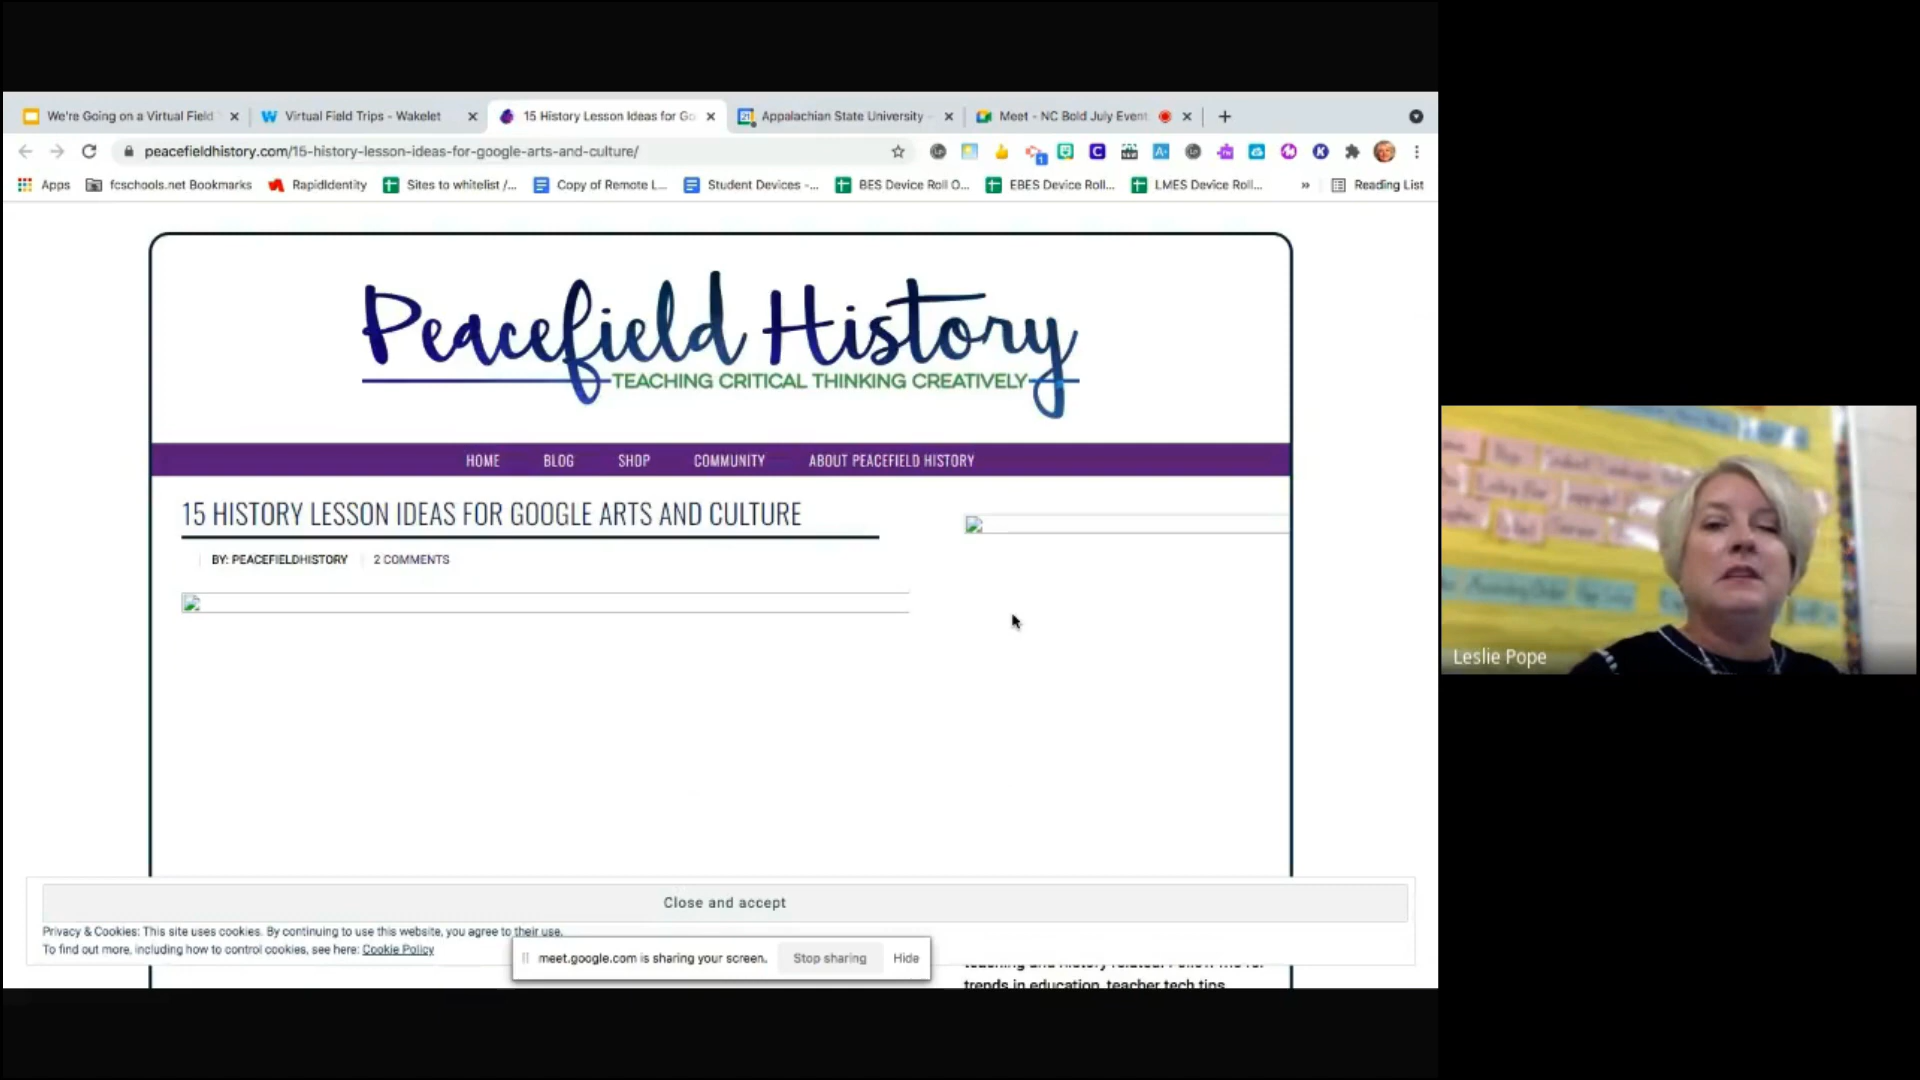 We're Going on a Virtual Field
Virtual Field Trips - Wakelet
15 History Lesson Ideas for Go
Appalachian State University -
Meet - NC Bold July Event
peacefieldhistory.com/15-history-lesson-ideas-for-google-arts-and-culture/
Apps
fcschools.net Bookmarks
RapidIdentity
Sites to whitelist /...
Copy of Remote L...
Student Devices -...
BES Device Roll O...
EBES Device Roll...
LMES Device Roll...
»
Reading List
Peacefield History
TEACHING CRITICAL THINKING CREATIVELY
HOME
BLOG
SHOP
COMMUNITY
ABOUT PEACEFIELD HISTORY
15 HISTORY LESSON IDEAS FOR GOOGLE ARTS AND CULTURE
BY: PEACEFIELDHISTORY
2 COMMENTS
Leslie Pope
Close and accept
Privacy & Cookies: This site uses cookies. By continuing to use this website, you agree to their use.
To find out more, including how to control cookies, see here: Cookie Policy
meet.google.com is sharing your screen.
Stop sharing
Hide
trends in education, teacher tech tips,